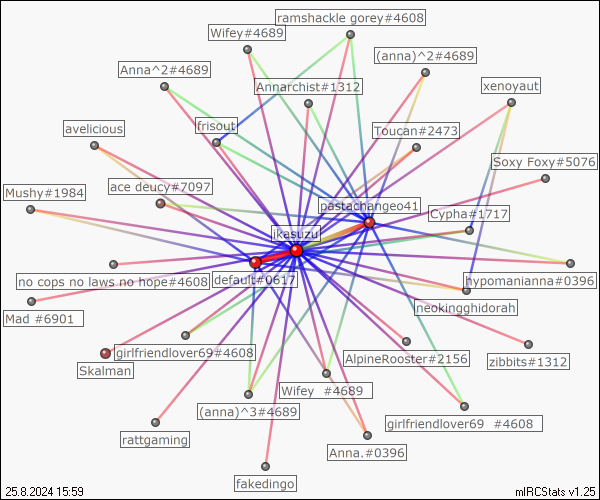 ramshackle gorey#4608
Wifey#4689
(anna)^2#4689
Anna^2#4689
Annarchist#1312
xenoyaut
avelicious
frisout
Toucan#2473
Soxy Foxy#5076
Mushy#1984
ace deucy#7097
pastachangeo41
Cypha#1717
ikasuzu
no cops no laws no hope#4608
default#0617
hypomanianna#0396
neokingghidorah
Mad #6901
girlfriendlover69#4608
AlpineRooster#2156
zibbits#1312
Skalman
Wifey  #4689
(anna)^3#4689
girlfriendlover69  #4608
rattgaming
Anna.#0396
fakedingo
25.8.2024 15:59
mIRCStats v1.25